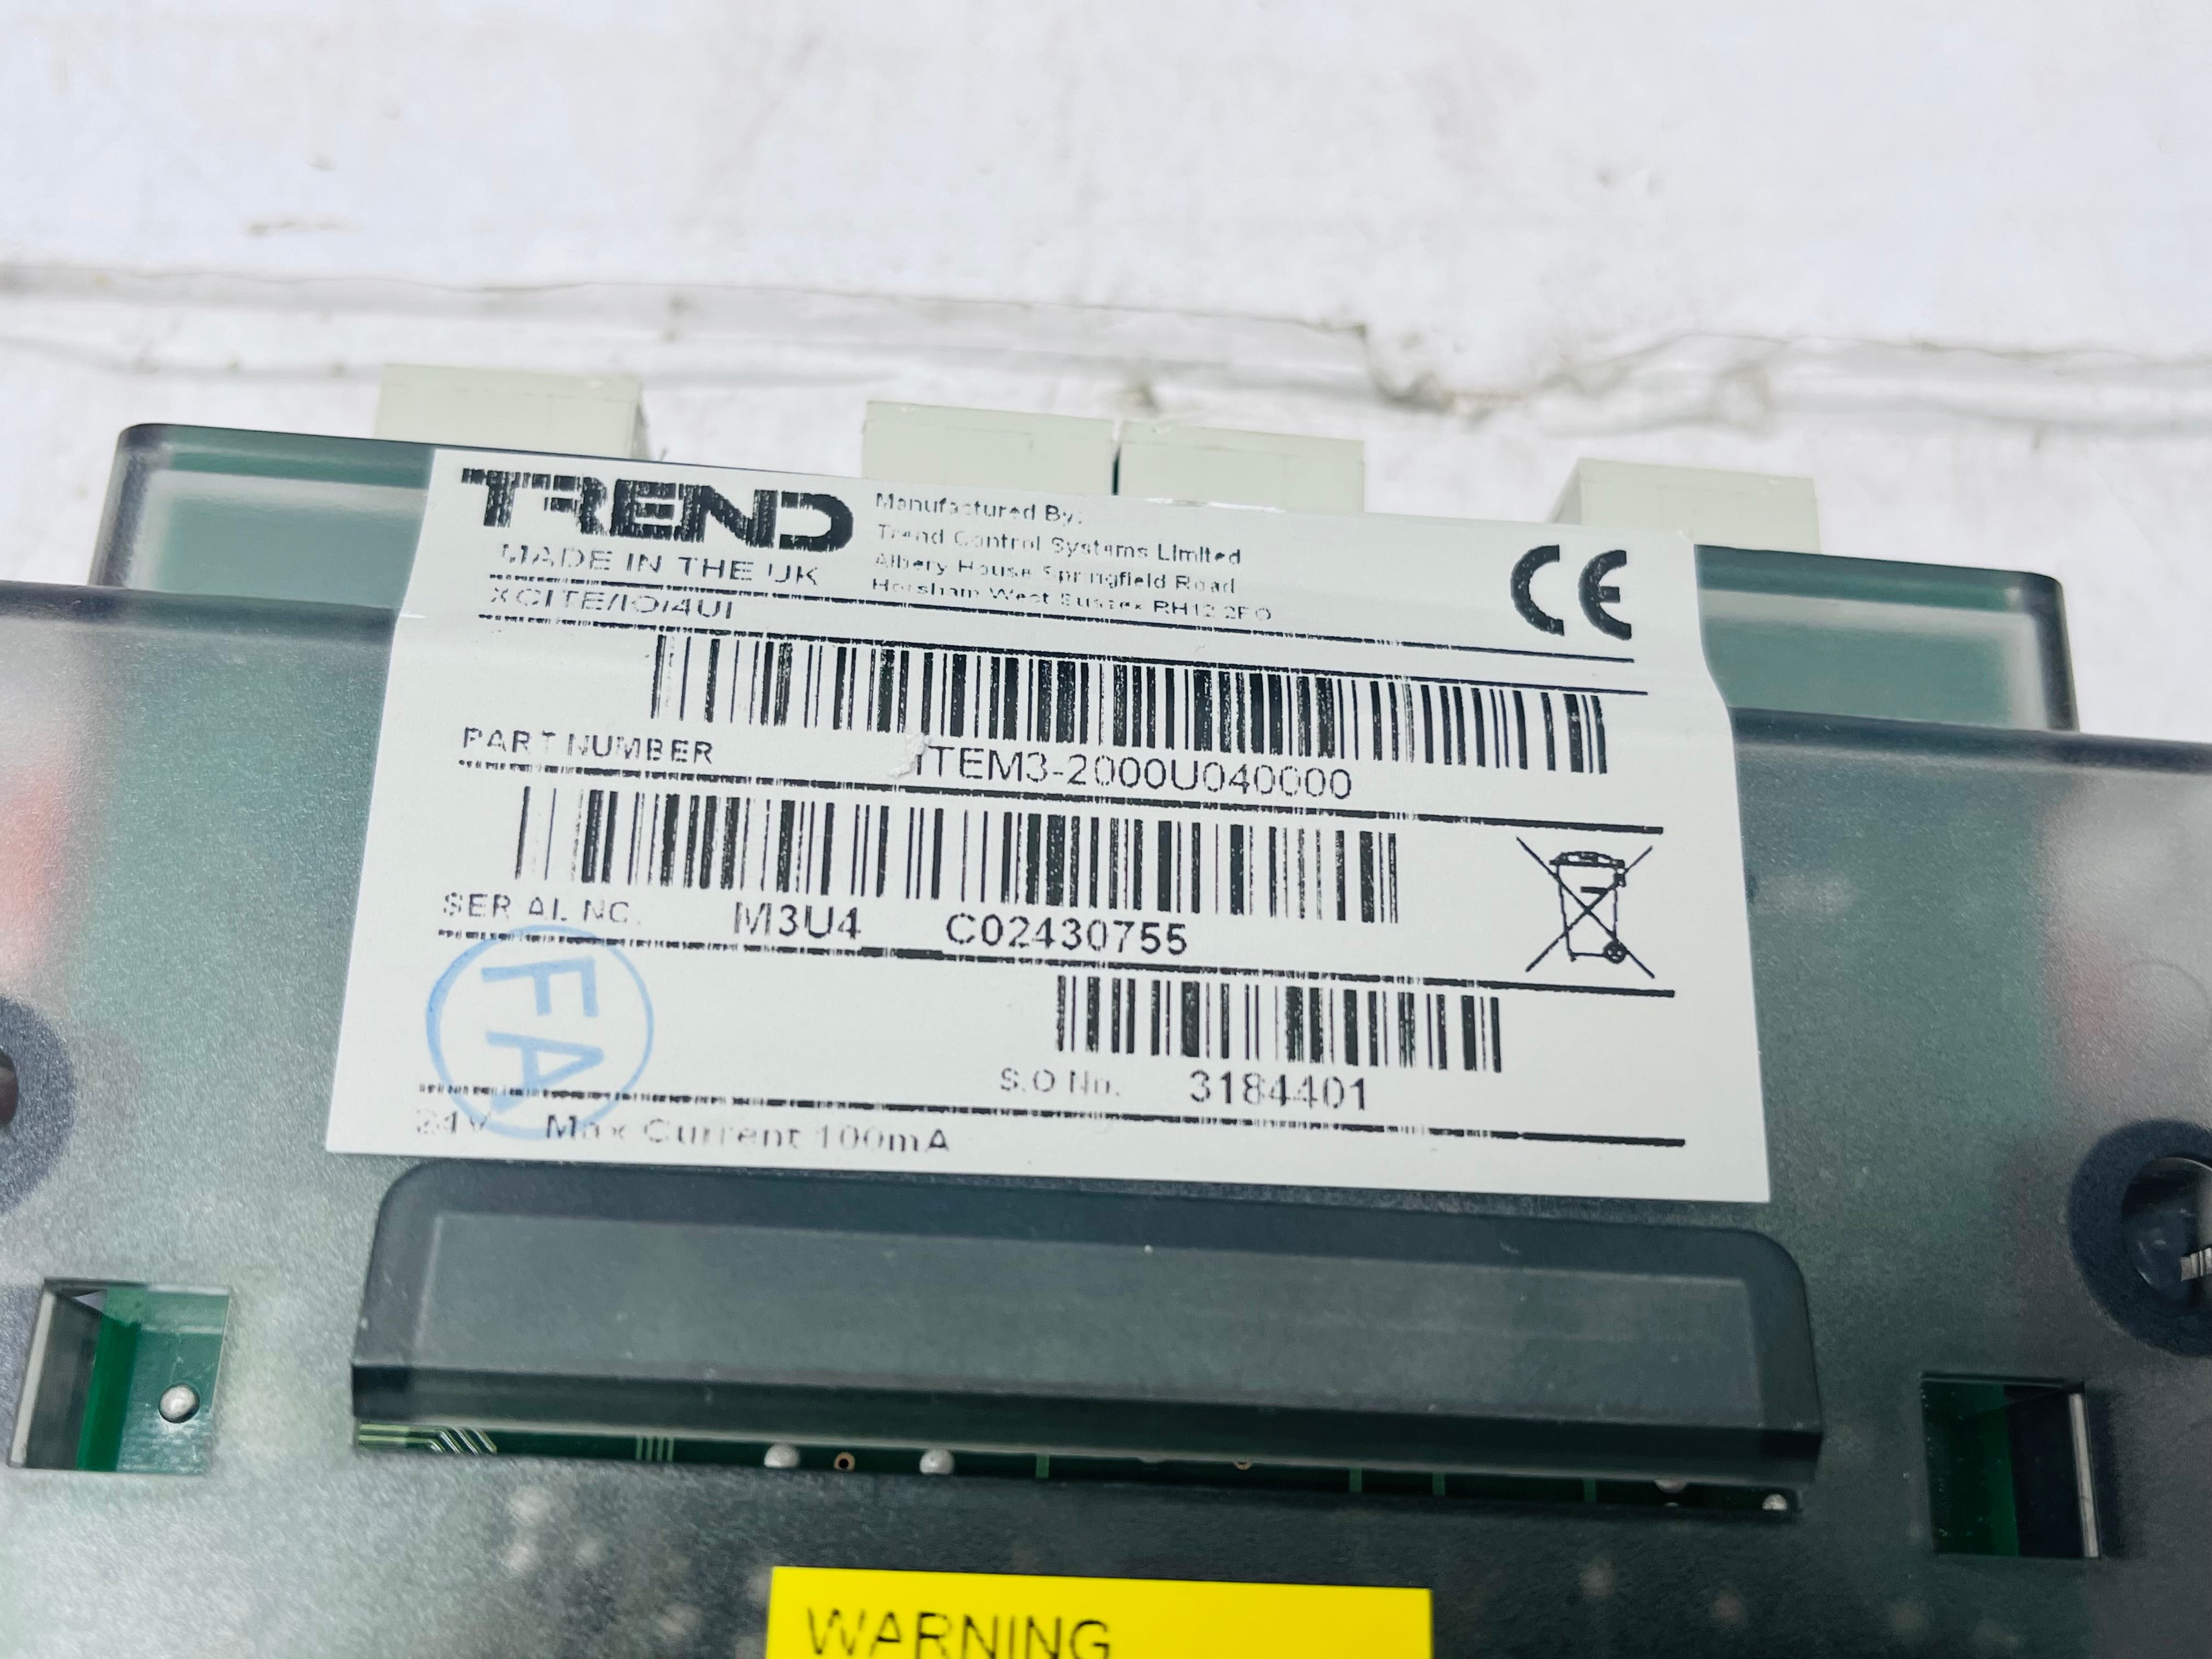 TREND
MADE IN THE UK
Manufactured By:
Trend Control Systems Limited
Albery House Springfield Road
Horsham West Sussex RH12 2PQ
CE
XCITE/IO/4UI
PART NUMBER ITEM3-2000U040000
SERIAL NO. M3U4 C02430755
FA
S.O No. 3184401
24V Max Current 100mA
WARNING